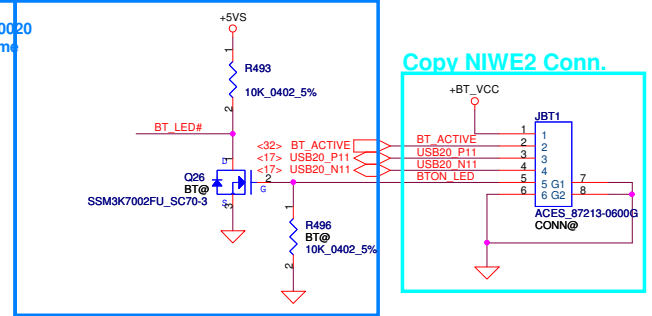 0020
me
+5VS
1
R493
10K_0402_5%
2
BT_LED#
1
D
Q26
BT@
SSM3K7002FU_SC70-3
2
G
S
3
<32> BT_ACTIVE
<17> USB20_P11
<17> USB20_N11
1
R496
BT@
10K_0402_5%
2
Copy NIWE2 Conn.
+BT_VCC
JBT1
1 1
BT_ACTIVE 2 2
USB20_P11 3 3
USB20_N11 4 4
BTON_LED 5 5 G1 7
6 6 G2 8
ACES_87213-0600G
CONN@